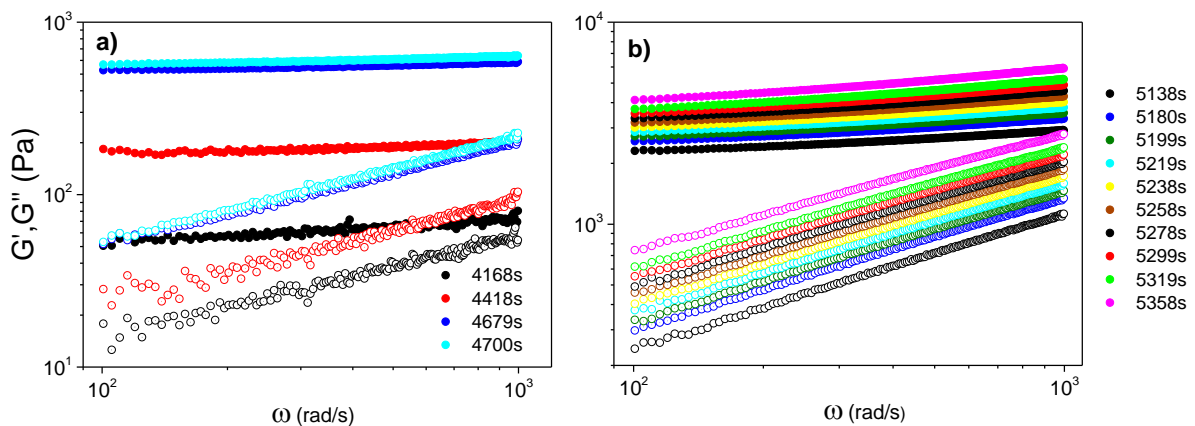 a)
G',G'' (Pa)
10³
10²
10¹
10² 10³
ω (rad/s)
4168s
4418s
4679s
4700s
b)
10⁴
10³
10² 10³
ω (rad/s)
5138s
5180s
5199s
5219s
5238s
5258s
5278s
5299s
5319s
5358s